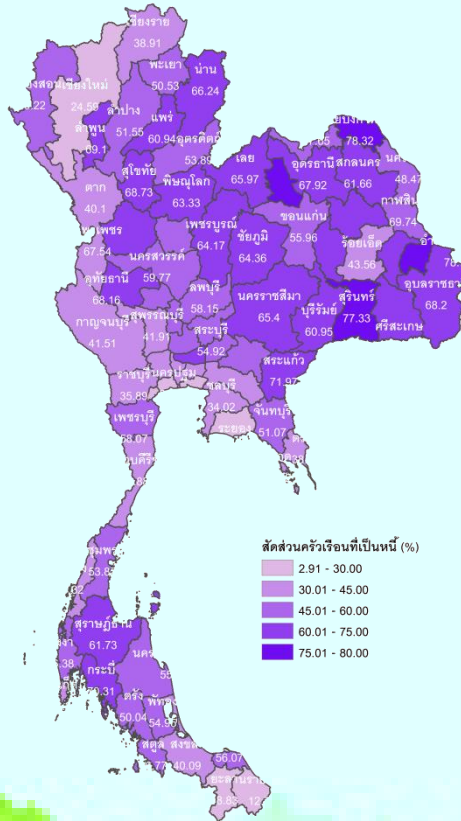 ชียงราย
38.91
พะเยา
50.53
น่าน
66.24
องสอน
เชียงใหม่
.22
24.56
ลำปาง
51.55
แพร่
60.94
ลำพูน
69.1
อุตรดิตถ์
53.89
เลย
65.97
78.32
อุดรธานี
67.92
สกลนคร
61.66
นคร
48.47
ตาก
40.1
สุโขทัย
68.73
พิษณุโลก
63.33
กาฬสิน
69.74
ขอนแก่น
55.96
เพชรบูรณ์
64.17
ชัยภูมิ
64.36
ร้อยเอ็ด
43.56
67.54
นครสวรรค์
59.77
อุทัยธานี
68.16
ลพบุรี
58.15
นครราชสีมา
65.4
บุรีรัมย์
60.95
สุรินทร์
77.33
ศรีสะเกษ
อุบลราชธา
68.2
กาญจนบุรี
41.51
สุพรรณบุรี
41.91
สระบุรี
54.92
สระแก้ว
71.97
ราชบุรี
35.89
นครปฐม
ชลบุรี
34.02
ระยอง
จันทบุรี
51.07
เพชรบุรี
58.07
53.8
สุราษฎ์ธาน
61.73
นคร
55
.38
กระบี่
70.31
ตรัง
50.04
พัท
54.96
สตูล
.77
สงขล
40.09
56.07
12
สัดส่วนครัวเรือนที่เป็นหนี้ (%)
2.91 - 30.00
30.01 - 45.00
45.01 - 60.00
60.01 - 75.00
75.01 - 80.00